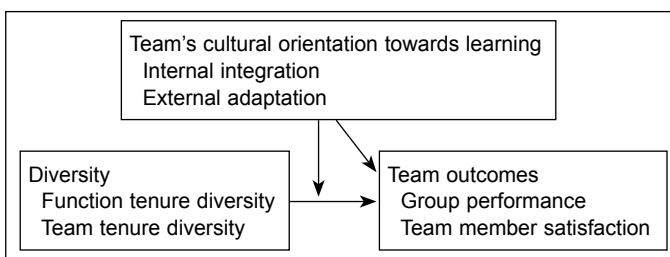 Team’s cultural orientation towards learning
Internal integration
External adaptation
Diversity
Function tenure diversity
Team tenure diversity
Team outcomes
Group performance
Team member satisfaction